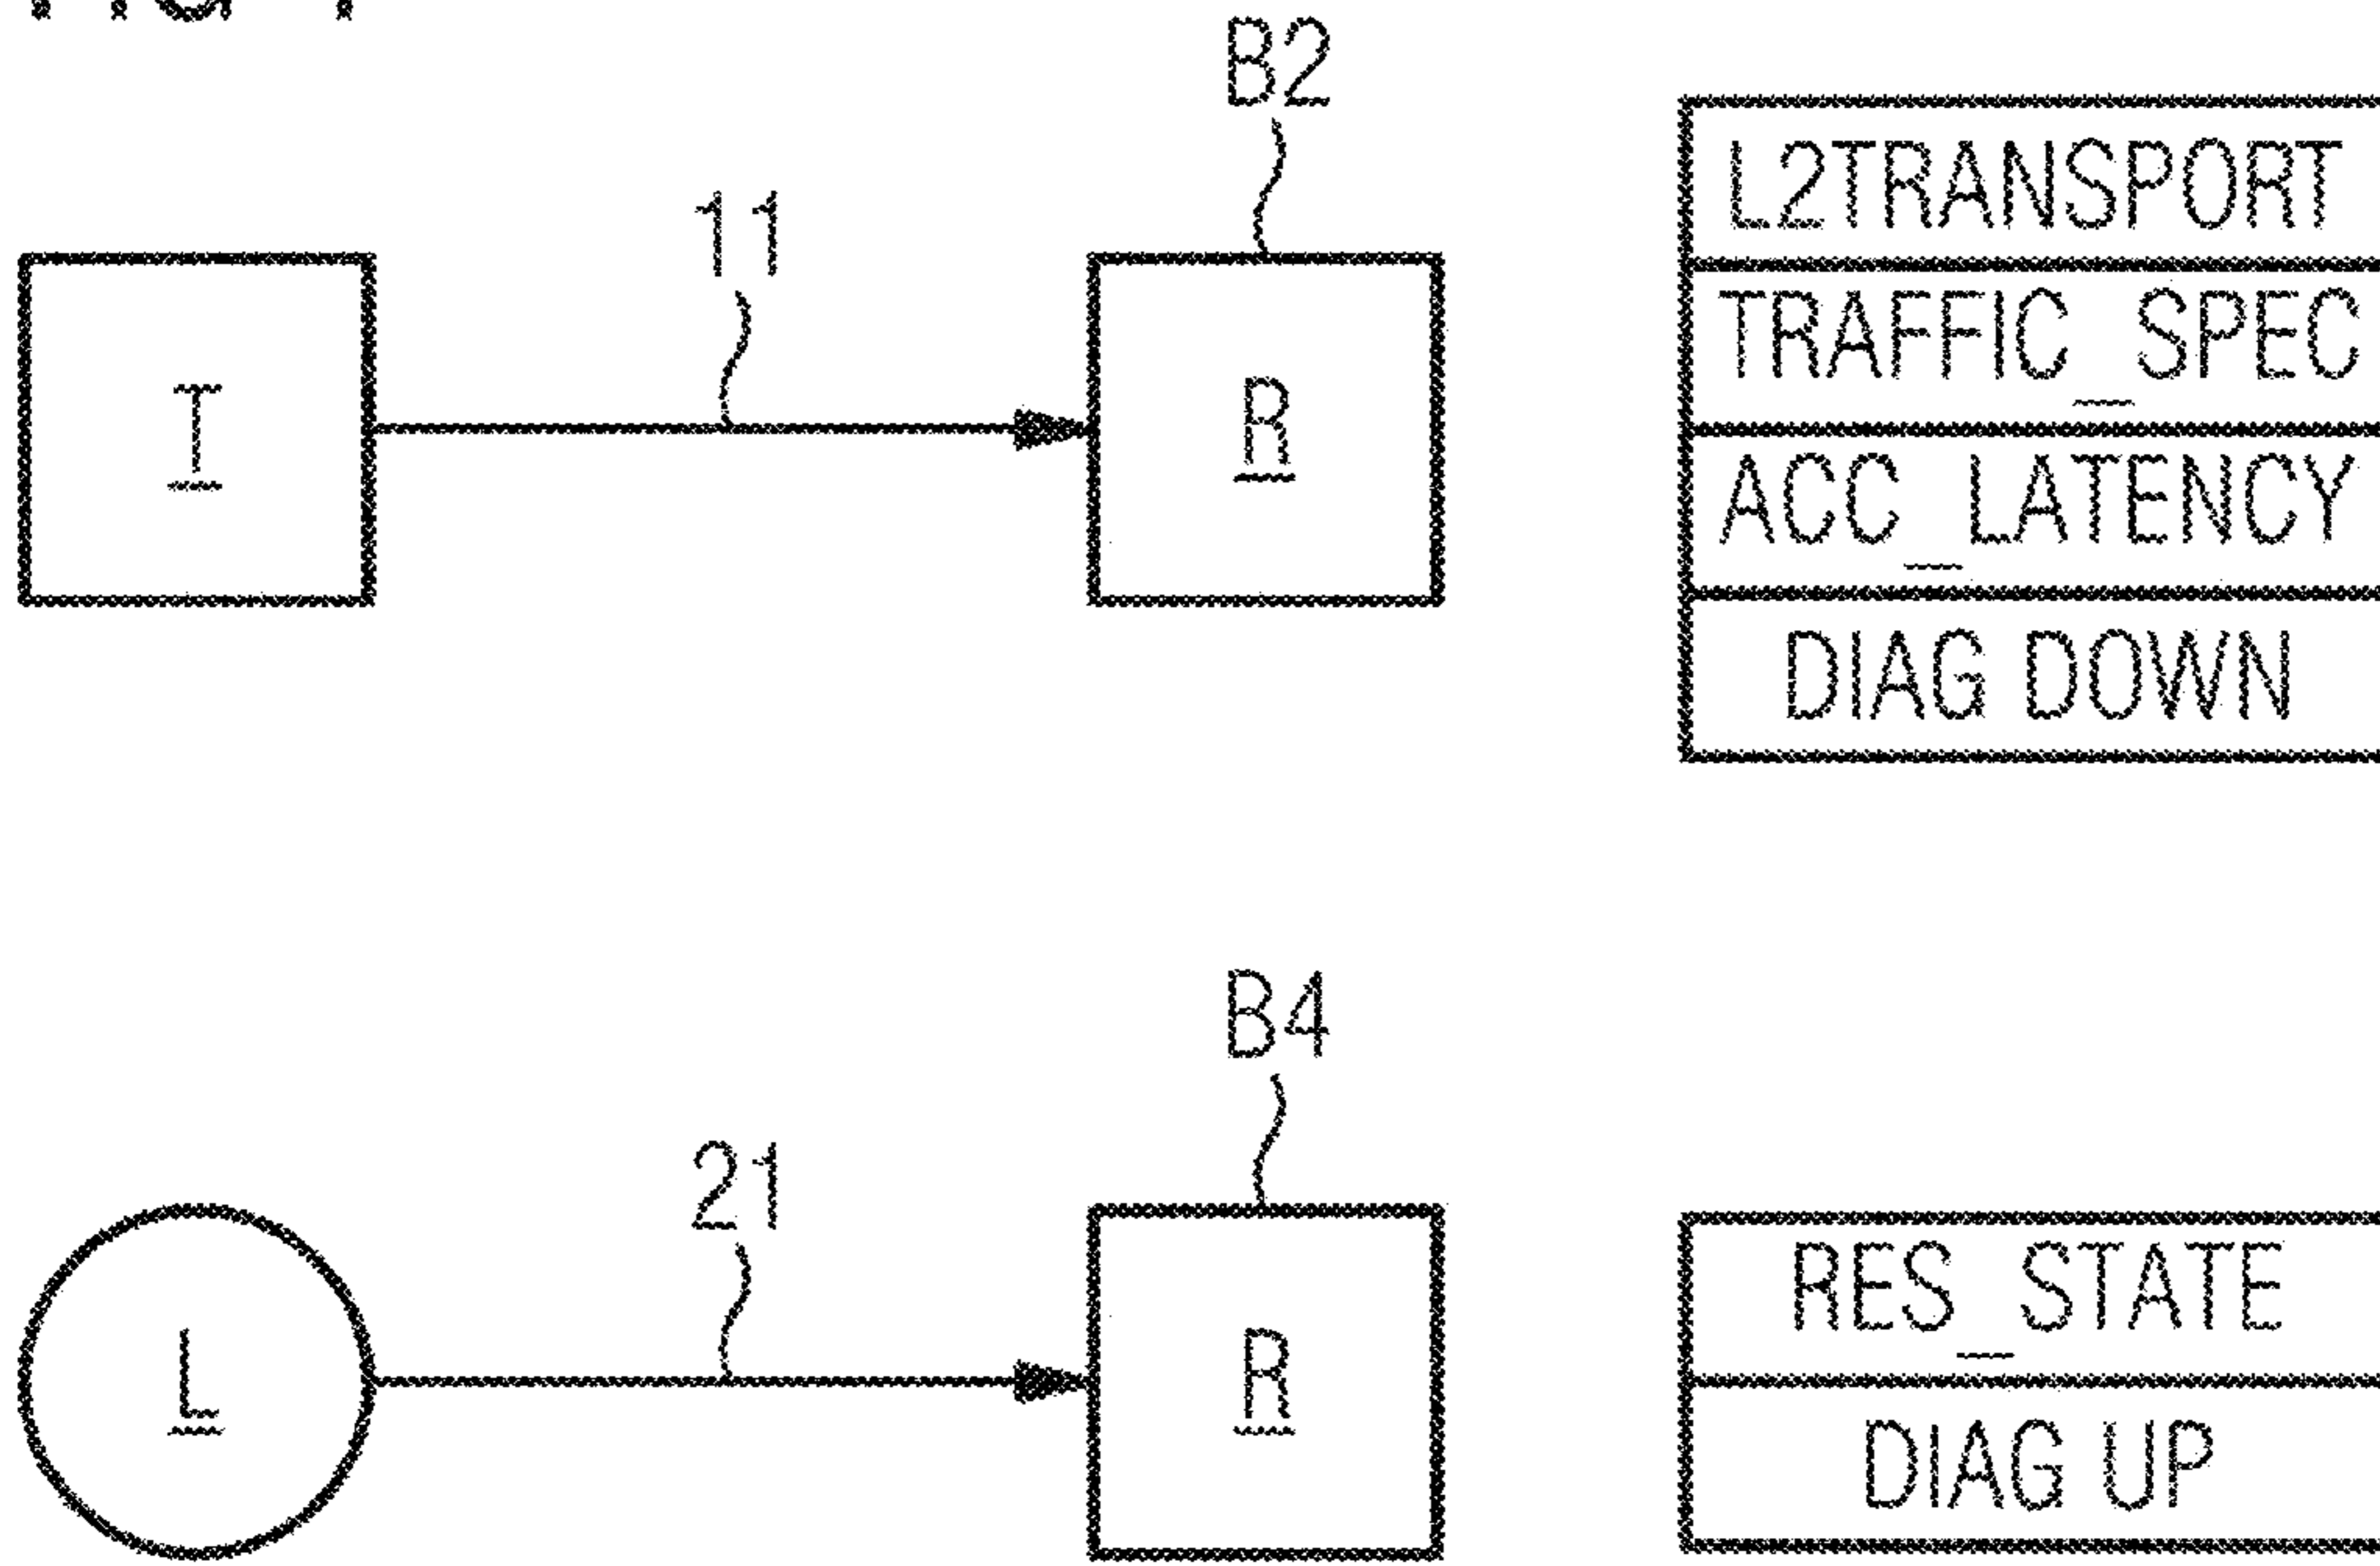 B2
11
I
R
L2TRANSPORT
TRAFFIC_SPEC
ACC_LATENCY
DIAG DOWN
B4
21
L
R
RES_STATE
DIAG UP